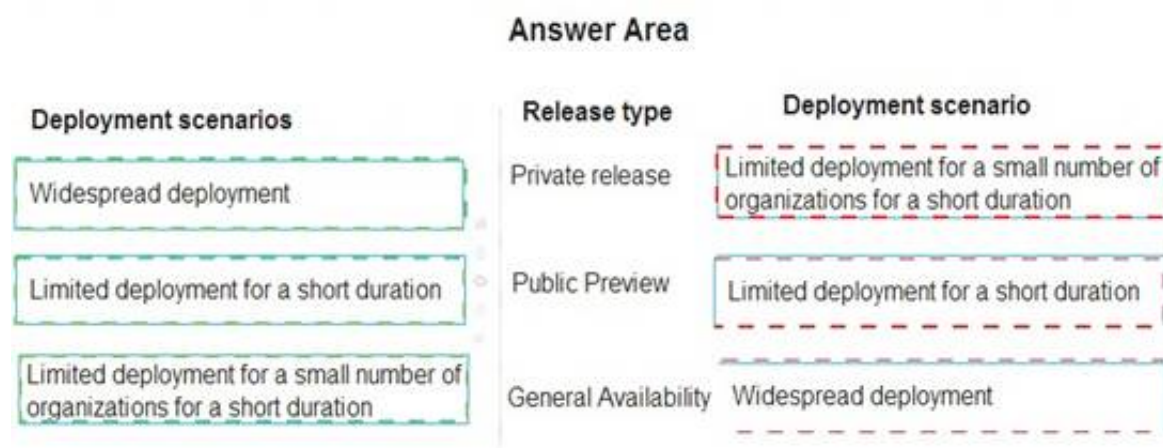 Answer Area
Deployment scenarios
Widespread deployment
Limited deployment for a short duration
Limited deployment for a small number of
organizations for a short duration
Release type
Deployment scenario
Private release
Limited deployment for a small number of
organizations for a short duration
Public Preview
Limited deployment for a short duration
General Availability
Widespread deployment